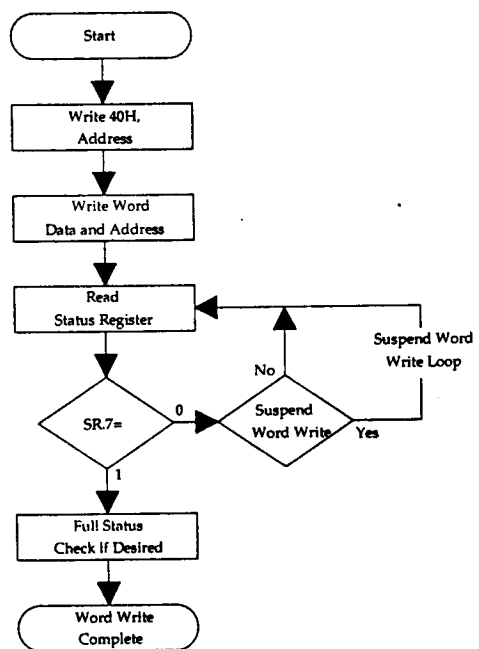 Start
Write 40H,
Address
Write Word
Data and Address
Read
Status Register
Suspend Word
Write Loop
No
SR.7=
0
Suspend
Word Write
Yes
1
Full Status
Check If Desired
Word Write
Complete